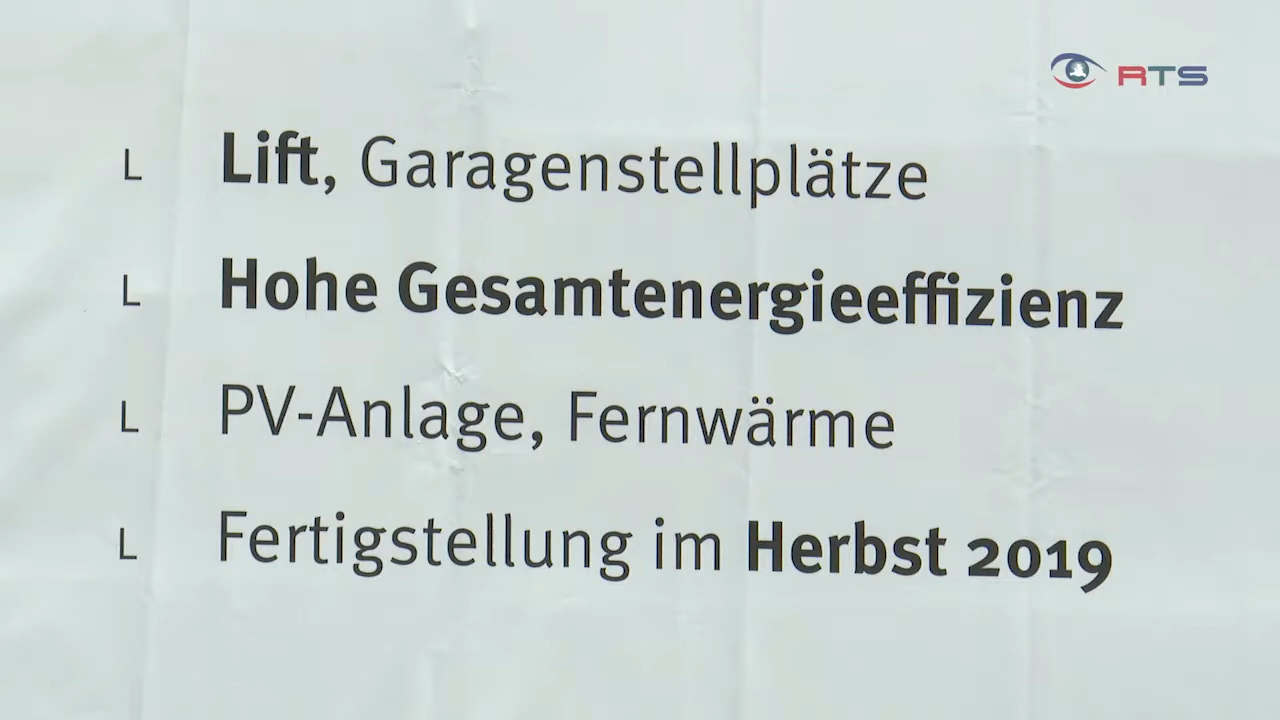 RTS
L Lift, Garagenstellplätze
L Hohe Gesamtenergieeffizienz
L PV-Anlage, Fernwärme
L Fertigstellung im Herbst 2019